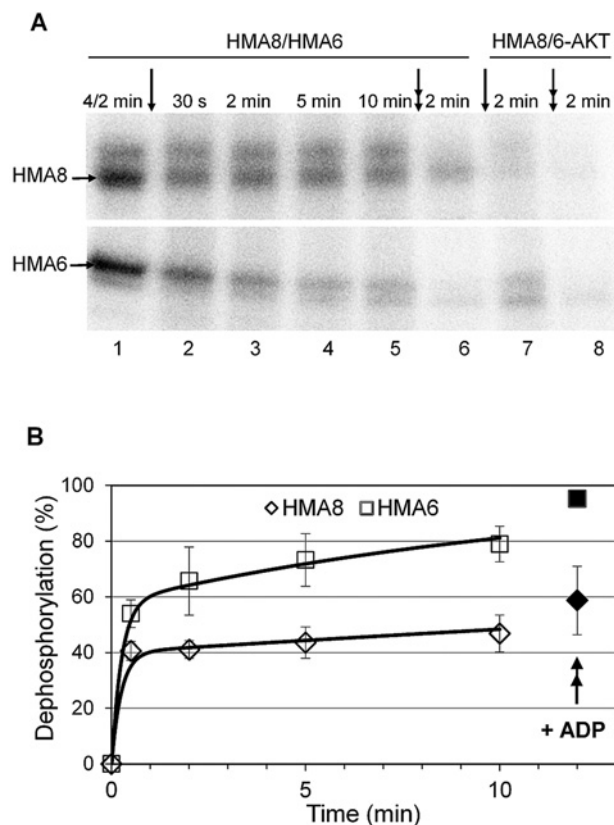 A
HMA8/HMA6 HMA8/6-AKT
4/2 min 30 s 2 min 5 min 10 min 2 min 2 min 2 min
HMA8
HMA6
1 2 3 4 5 6 7 8
B
100
80
60
40
20
0
Dephosphorylation (%)
HMA8 HMA6
+ ADP
0 5 10
Time (min)